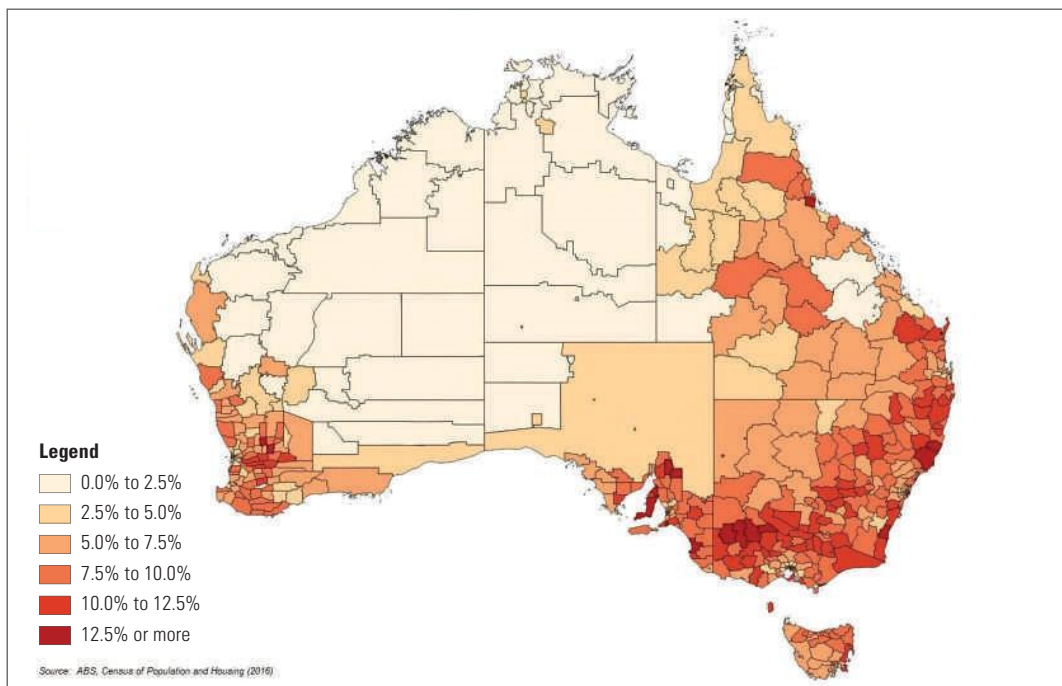 Legend
0.0% to 2.5%
2.5% to 5.0%
5.0% to 7.5%
7.5% to 10.0%
10.0% to 12.5%
12.5% or more
Source: ABS, Census of Population and Housing (2016)